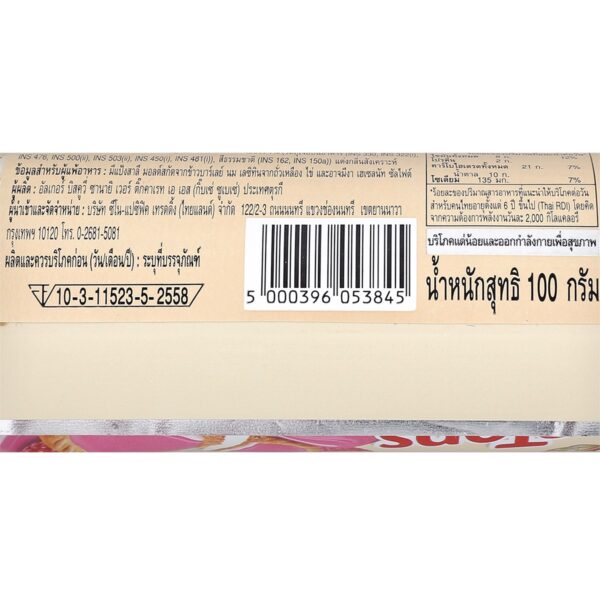 INS 476, INS 500(ii), INS 503(ii), INS 450(i), INS 481(i)), สีธรรมชาติ (INS 162, INS 150a)) แต่งกลิ่นสังเคราะห์
ข้อมูลสำหรับผู้แพ้อาหาร : มีแป้งสาลี มอลต์สกัดจากข้าวบาร์เลย์ นม เลซิทินจากถั่วเหลือง ไข่ และอาจมีงา เฮเซลนัท ซัลไฟต์
ผู้ผลิต : อัลเกอร์ บิสคูวี ซานายี เวอร์ ติ๊กคาเรท เอ เอส (กีบเซ่ ชูเบเซ่) ประเทศตุรกี
ผู้นำเข้าและจัดจำหน่าย : บริษัท ซีโน-แปซิฟิค เทรดดิ้ง (ไทยแลนด์) จำกัด 122/2-3 ถนนนนทรี แขวงช่องนนทรี เขตยานนาวา
กรุงเทพฯ 10120 โทร. 0-2681-5081
ผลิตและควรบริโภคก่อน (วัน/เดือน/ปี) : ระบุที่บรรจุภัณฑ์
10-3-11523-5-2558
5 000396 053845
12%
โปรตีน 2 ก.
คาร์โบไฮเดรตทั้งหมด 21 ก. 7%
น้ำตาล 10 ก.
โซเดียม 135 มก. 7%
*ร้อยละของปริมาณสารอาหารที่แนะนำให้บริโภคต่อวัน
สำหรับคนไทยอายุตั้งแต่ 6 ปี ขึ้นไป (Thai RDI) โดยคิด
จากความต้องการพลังงานวันละ 2,000 กิโลแคลอรี
บริโภคแต่น้อยและออกกำลังกายเพื่อสุขภาพ
น้ำหนักสุทธิ 100 กรัม
Tops